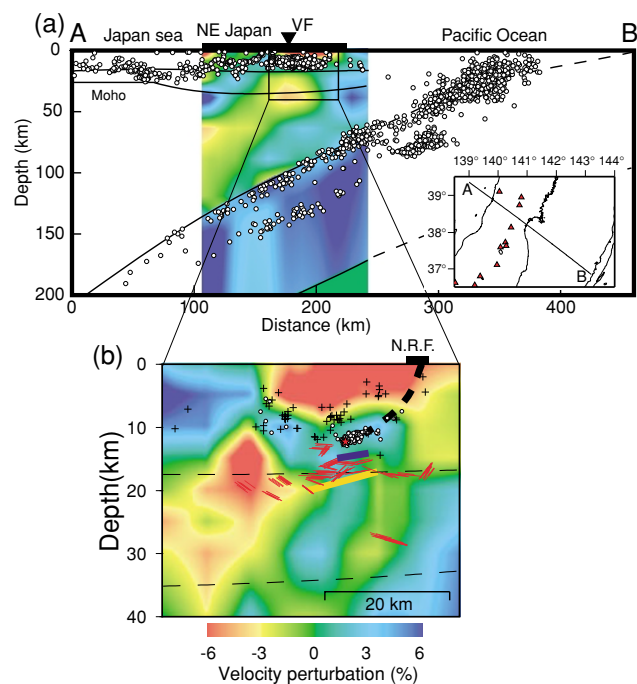 (a) A Japan sea NE Japan VF Pacific Ocean B
0
50
100
150
200
Depth (km)
Moho
138° 140° 141° 142° 143° 144°
39°
38°
37°
A
B
0 100 200 300 400
Distance (km)
(b) N.R.F.
0
10
20
30
40
Depth(km)
20 km
-6 -3 0 3 6
Velocity perturbation (%)